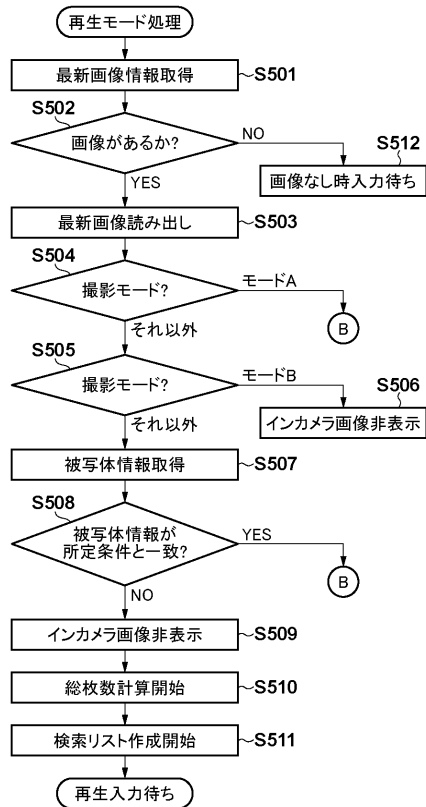 再生モード処理
最新画像情報取得 S501
S502
画像があるか?
NO
S512
画像なし時入力待ち
YES
最新画像読み出し S503
S504
撮影モード?
モードA
B
それ以外
S505
撮影モード?
モードB
S506
インカメラ画像非表示
それ以外
被写体情報取得 S507
S508
被写体情報が
所定条件と一致?
YES
B
NO
インカメラ画像非表示 S509
総枚数計算開始 S510
検索リスト作成開始 S511
再生入力待ち